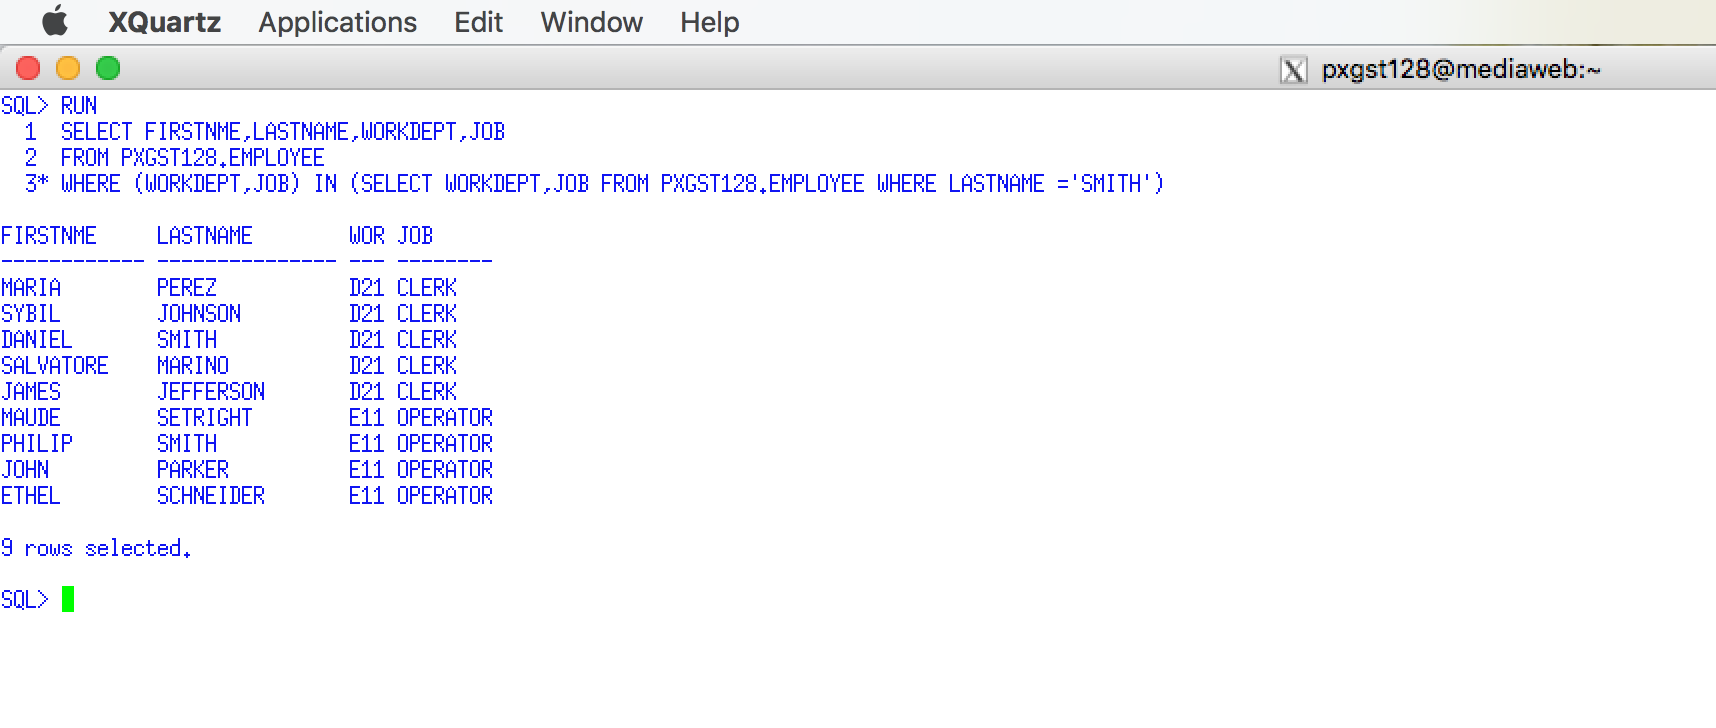 XQuartz Applications Edit Window Help
X pxgst128@mediaweb:~
SQL> RUN
  1  SELECT FIRSTNME,LASTNAME,WORKDEPT,JOB
  2  FROM PXGST128.EMPLOYEE
  3* WHERE (WORKDEPT,JOB) IN (SELECT WORKDEPT,JOB FROM PXGST128.EMPLOYEE WHERE LASTNAME ='SMITH')
FIRSTNME     LASTNAME        WOR JOB
------------ --------------- --- --------
MARIA        PEREZ           D21 CLERK
SYBIL        JOHNSON         D21 CLERK
DANIEL       SMITH           D21 CLERK
SALVATORE    MARINO          D21 CLERK
JAMES        JEFFERSON       D21 CLERK
MAUDE        SETRIGHT        E11 OPERATOR
PHILIP       SMITH           E11 OPERATOR
JOHN         PARKER          E11 OPERATOR
ETHEL        SCHNEIDER       E11 OPERATOR
9 rows selected.
SQL>